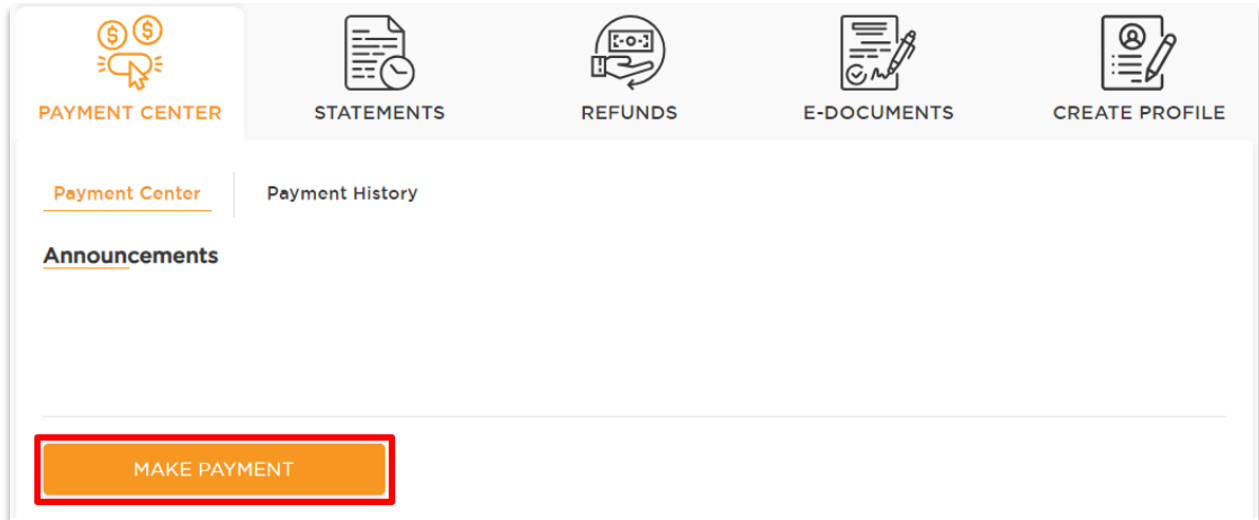 PAYMENT CENTER
STATEMENTS
REFUNDS
E-DOCUMENTS
CREATE PROFILE
Payment Center
Payment History
Announcements
MAKE PAYMENT